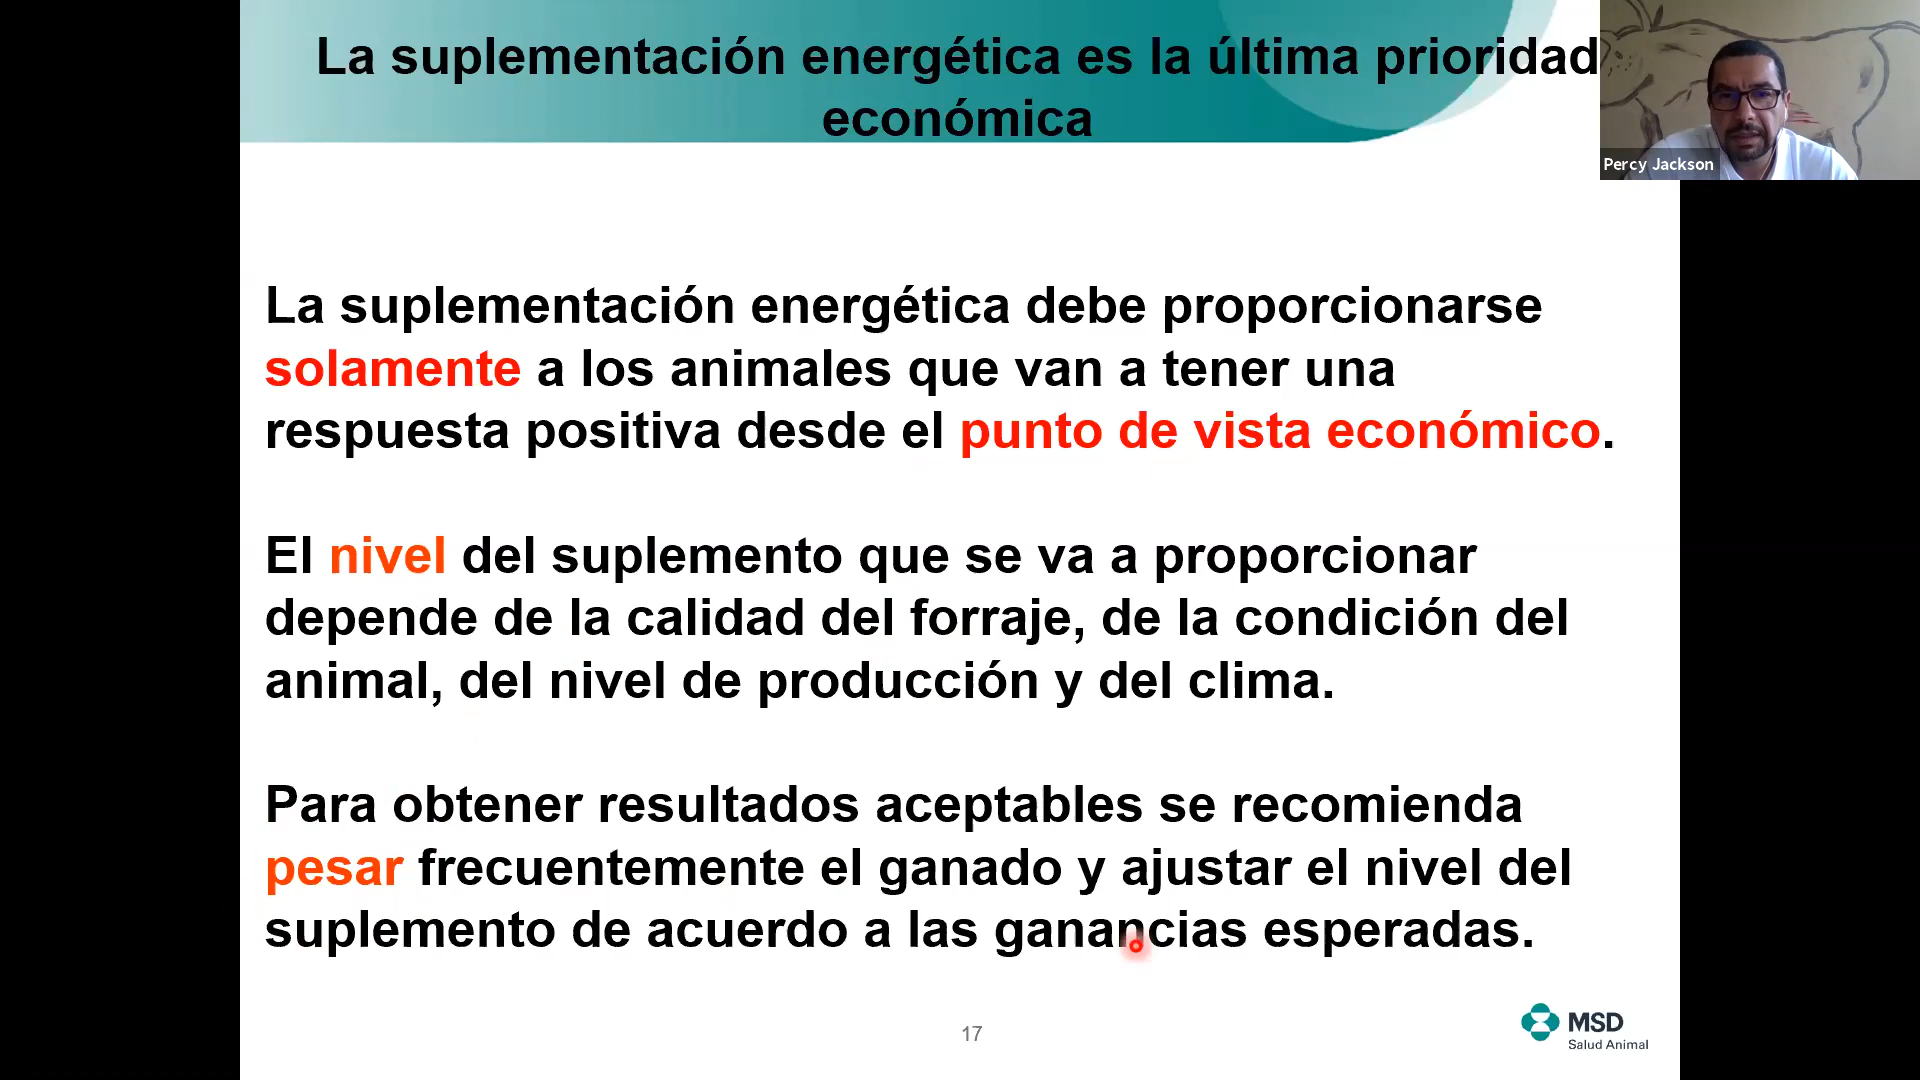 La suplementación energética es la última prioridad
económica
Percy Jackson
La suplementación energética debe proporcionarse
solamente a los animales que van a tener una
respuesta positiva desde el punto de vista económico.
El nivel del suplemento que se va a proporcionar
depende de la calidad del forraje, de la condición del
animal, del nivel de producción y del clima.
Para obtener resultados aceptables se recomienda
pesar frecuentemente el ganado y ajustar el nivel del
suplemento de acuerdo a las ganancias esperadas.
17
MSD
Salud Animal